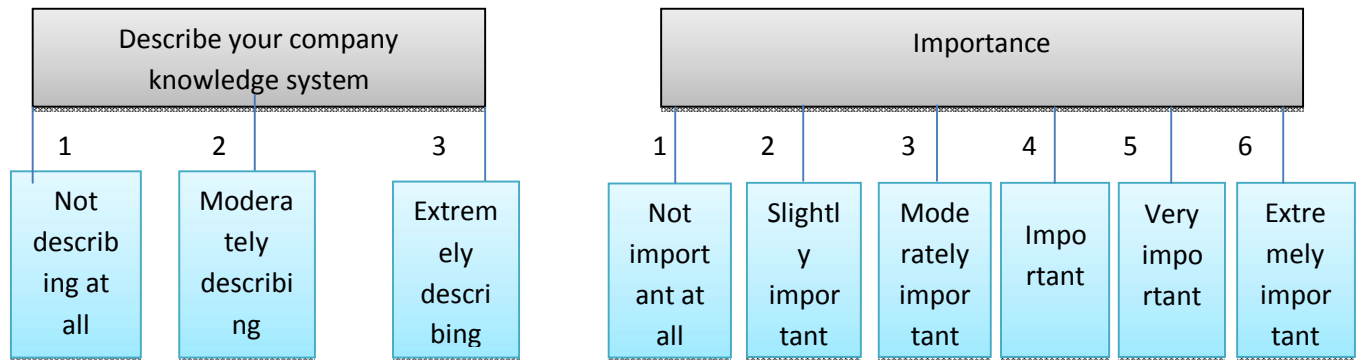 Describe your company
knowledge system
1
2
3
Not
describ
ing at
all
Modera
tely
describi
ng
Extrem
ely
descri
bing
Importance
1
2
3
4
5
6
Not
import
ant at
all
Slightl
y
impor
tant
Mode
rately
impor
tant
Impo
rtant
Very
impo
rtant
Extre
mely
impor
tant